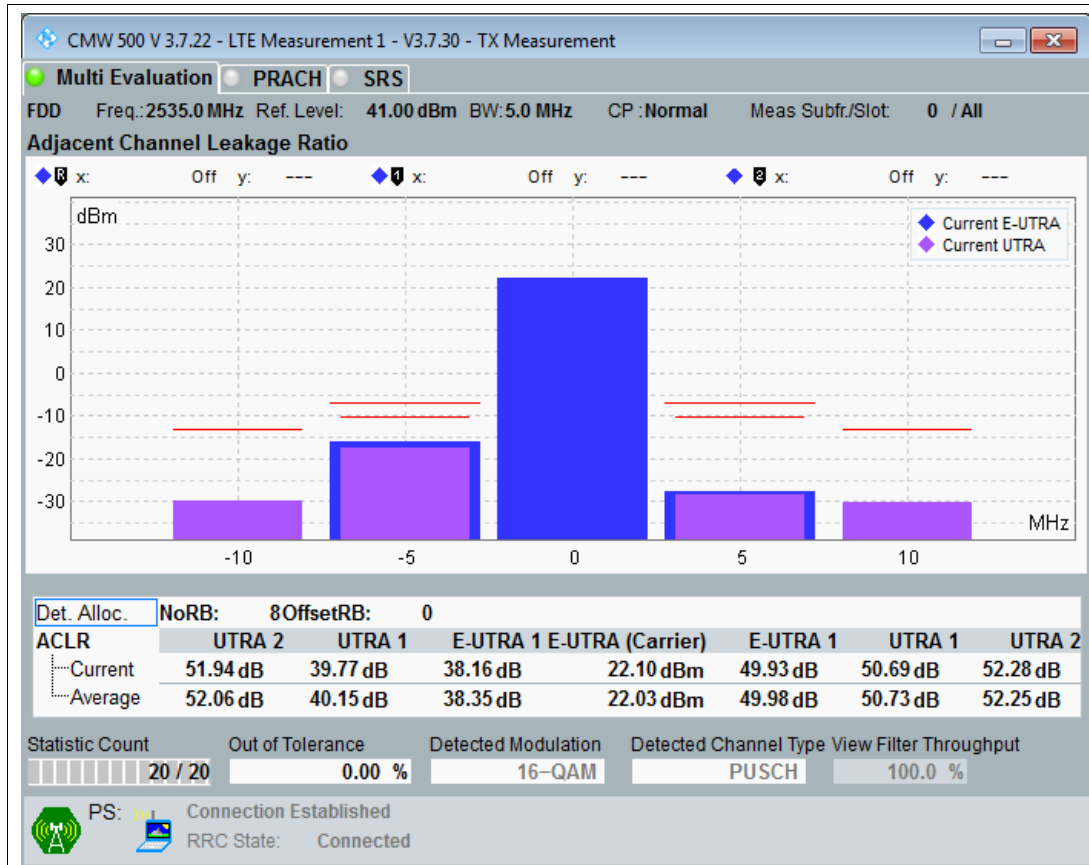 CMW 500 V 3.7.22 - LTE Measurement 1 - V3.7.30 - TX Measurement
Multi Evaluation PRACH SRS
FDD Freq.: 2535.0 MHz Ref. Level: 41.00 dBm BW: 5.0 MHz CP : Normal Meas Subfr./Slot: 0 / All
Adjacent Channel Leakage Ratio
R x: Off y: --- 1 x: Off y: --- 2 x: Off y: ---
dBm
Current E-UTRA
Current UTRA
30
20
10
0
-10
-20
-30
MHz
-10 -5 0 5 10
Det. Alloc. NoRB: 8 OffsetRB: 0
ACLR UTRA 2 UTRA 1 E-UTRA 1 E-UTRA (Carrier) E-UTRA 1 UTRA 1 UTRA 2
Current 51.94 dB 39.77 dB 38.16 dB 22.10 dBm 49.93 dB 50.69 dB 52.28 dB
Average 52.06 dB 40.15 dB 38.35 dB 22.03 dBm 49.98 dB 50.73 dB 52.25 dB
Statistic Count Out of Tolerance Detected Modulation Detected Channel Type View Filter Throughput
20 / 20 0.00 % 16-QAM PUSCH 100.0 %
PS: Connection Established
RRC State: Connected